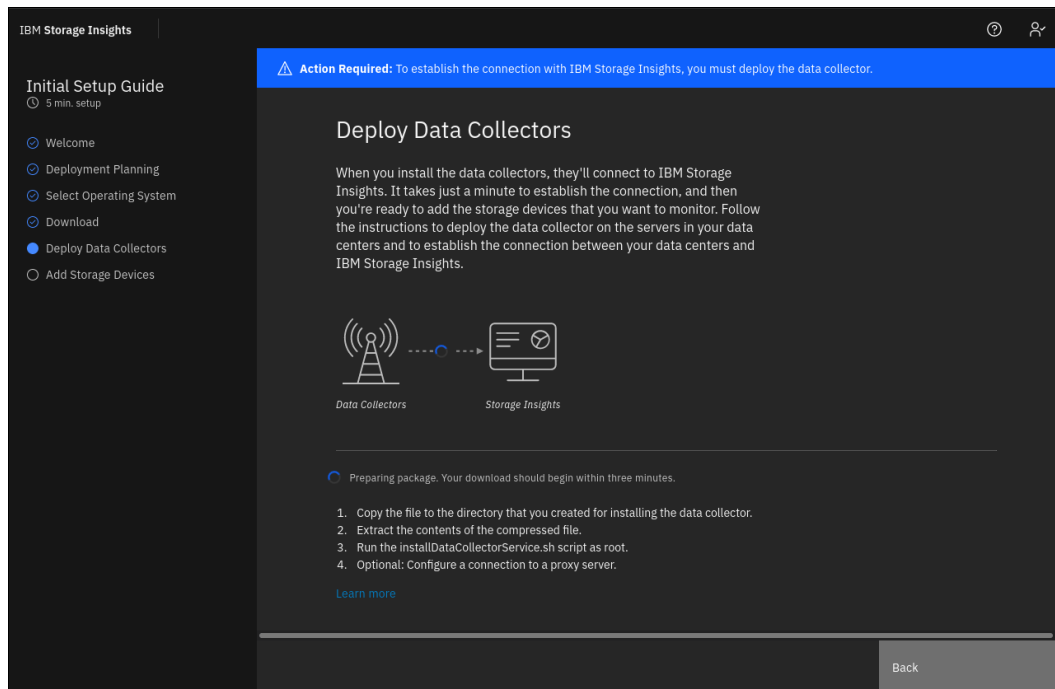 IBM Storage Insights
Initial Setup Guide
5 min. setup
Welcome
Deployment Planning
Select Operating System
Download
Deploy Data Collectors
Add Storage Devices
Action Required: To establish the connection with IBM Storage Insights, you must deploy the data collector.
Deploy Data Collectors
When you install the data collectors, they'll connect to IBM Storage
Insights. It takes just a minute to establish the connection, and then
you're ready to add the storage devices that you want to monitor. Follow
the instructions to deploy the data collector on the servers in your data
centers and to establish the connection between your data centers and
IBM Storage Insights.
Data Collectors
Storage Insights
Preparing package. Your download should begin within three minutes.
1. Copy the file to the directory that you created for installing the data collector.
2. Extract the contents of the compressed file.
3. Run the installDataCollectorService.sh script as root.
4. Optional: Configure a connection to a proxy server.
Learn more
Back